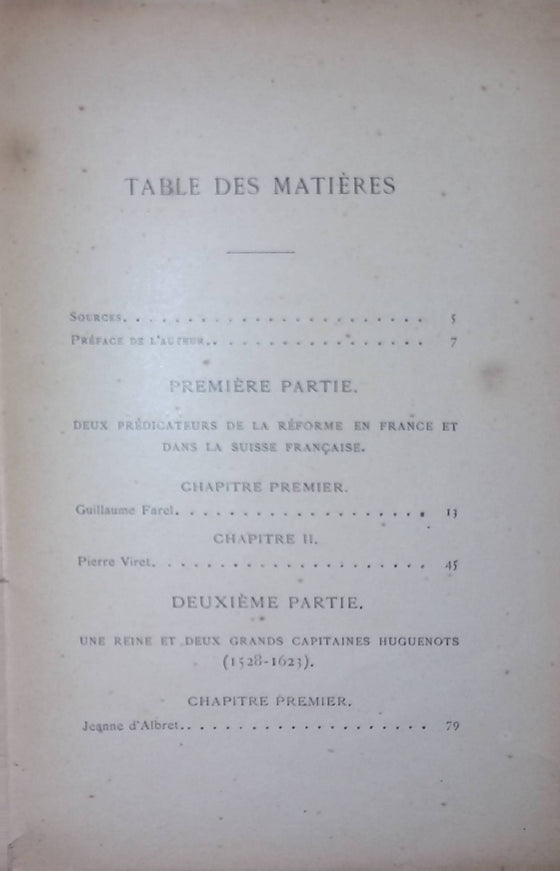 TABLE DES MATIÈRES
SOURCES. . . . . . . . . . . . . . . . . . . . . . . . 5
PRÉFACE DE L'AUTEUR. . . . . . . . . . . . . . . . . . 7
PREMIÈRE PARTIE.
DEUX PRÉDICATEURS DE LA RÉFORME EN FRANCE ET
DANS LA SUISSE FRANÇAISE.
CHAPITRE PREMIER.
Guillaume Farel. . . . . . . . . . . . . . . . . . . . 13
CHAPITRE II.
Pierre Viret. . . . . . . . . . . . . . . . . . . . . . 45
DEUXIÈME PARTIE.
UNE REINE ET DEUX GRANDS CAPITAINES HUGUENOTS
(1528-1623).
CHAPITRE PREMIER.
Jeanne d'Albret. . . . . . . . . . . . . . . . . . . . 79